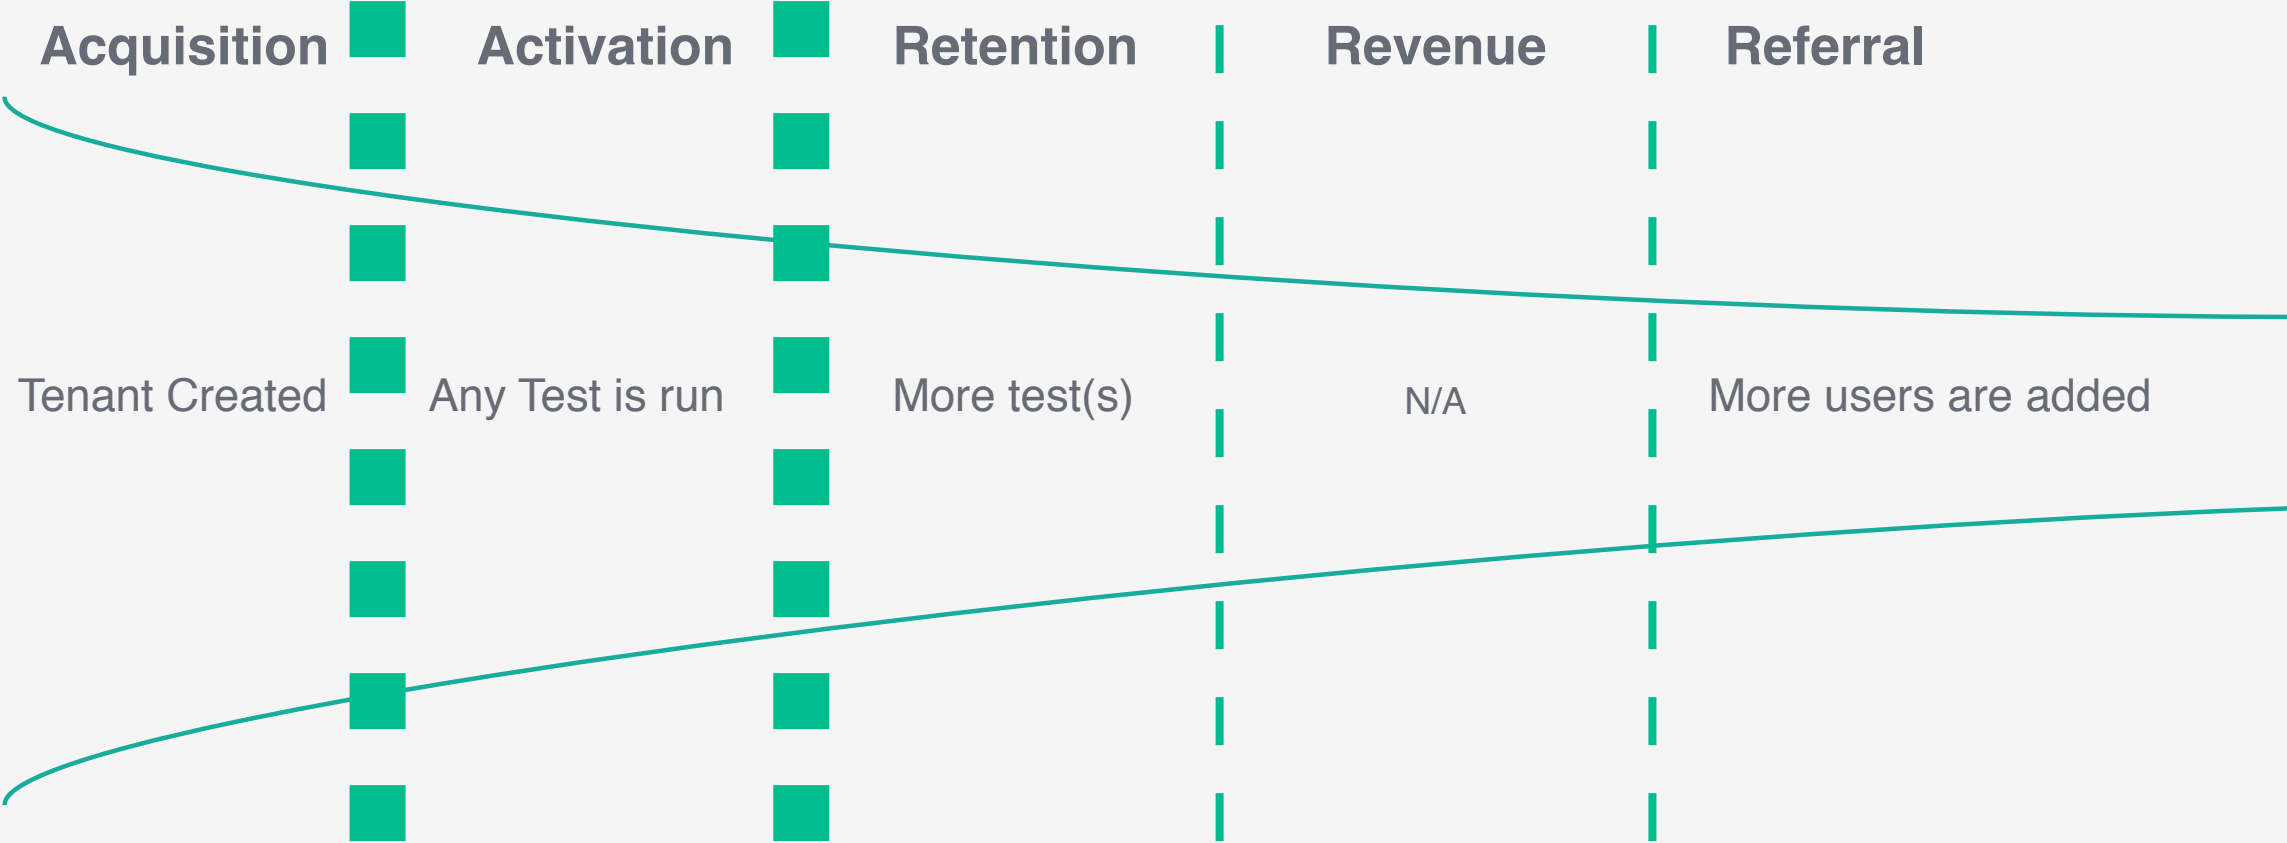 Acquisition
Activation
Retention
Revenue
Referral
Tenant Created
Any Test is run
More test(s)
N/A
More users are added